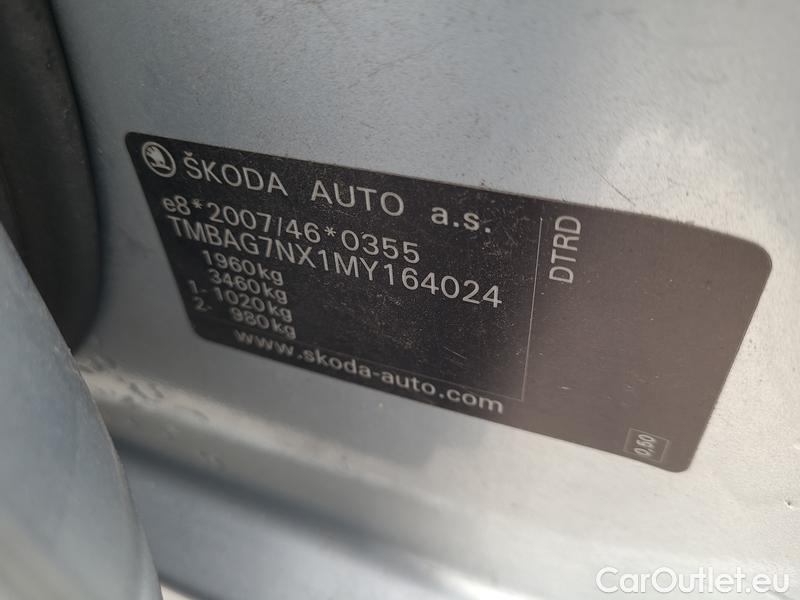 ŠKODA AUTO a.s.
e8*2007/46*0355
TMBAG7NX1MY164024
1960kg
3460kg
1- 1020kg
2- 980kg
www.skoda-auto.com
DTRD
0,50
CarOutlet.eu